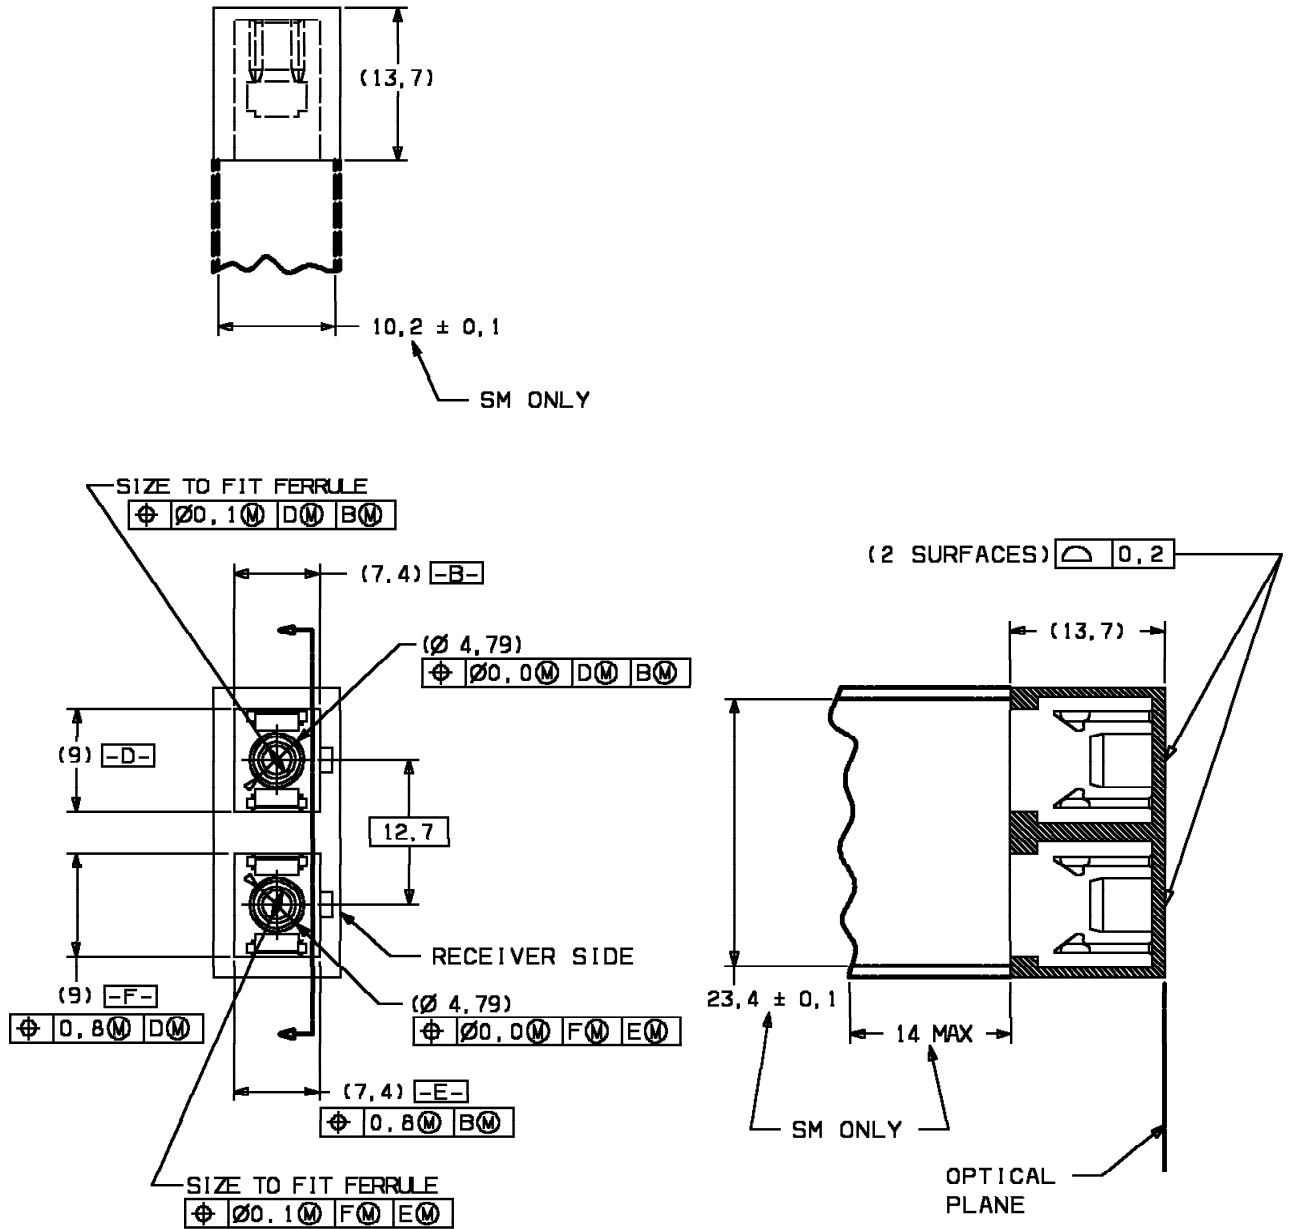 (13,7)
10,2 ± 0,1
SM ONLY
SIZE TO FIT FERRULE
⌖ Ø0,1Ⓜ DⓂ BⓂ
(2 SURFACES) ⌓ 0,2
(7,4) -B-
(13,7)
(Ø 4,79)
⌖ Ø0,0Ⓜ DⓂ BⓂ
(9) -D-
12,7
RECEIVER SIDE
(9) -F-
⌖ 0,8Ⓜ DⓂ
(Ø 4,79)
⌖ Ø0,0Ⓜ FⓂ EⓂ
23,4 ± 0,1
14 MAX
(7,4) -E-
⌖ 0,8Ⓜ BⓂ
SM ONLY
OPTICAL
PLANE
SIZE TO FIT FERRULE
⌖ Ø0.1Ⓜ FⓂ EⓂ